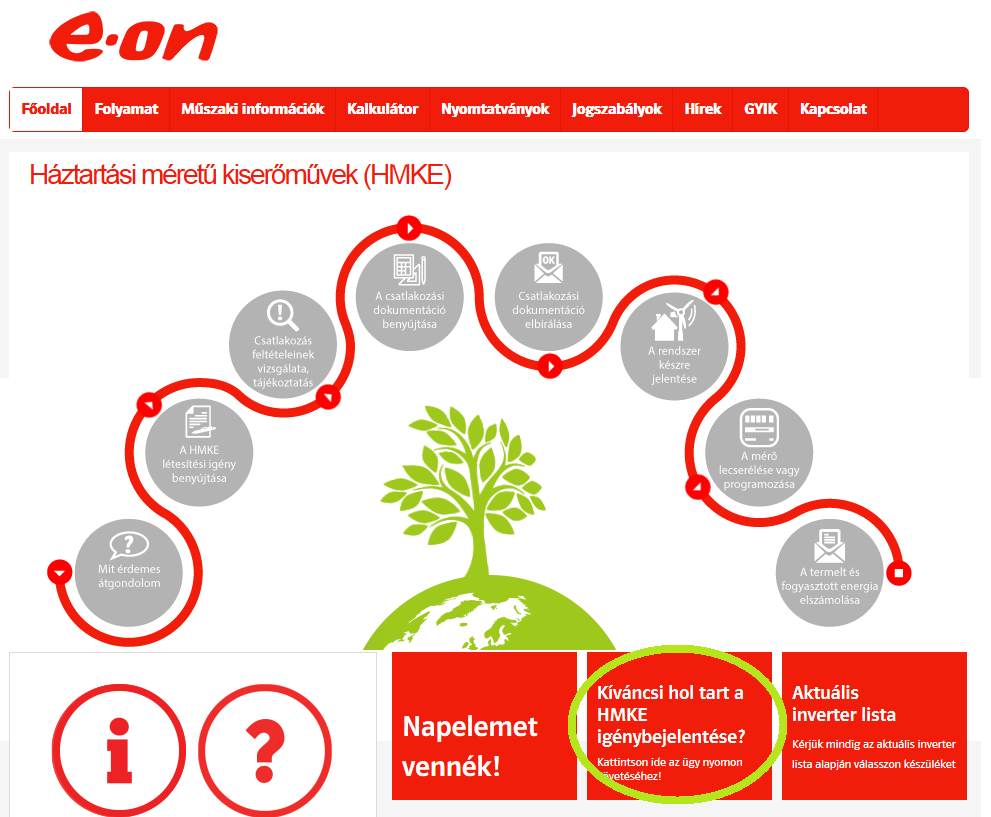 e·on
Főoldal Folyamat Műszaki információk Kalkulátor Nyomtatványok Jogszabályok Hírek GYIK Kapcsolat
Háztartási méretű kiserőművek (HMKE)
Mit érdemes
átgondolom
A HMKE
létesítési igény
benyújtása
Csatlakozás
feltételeinek
vizsgálata,
tájékoztatás
A csatlakozási
dokumentáció
benyújtása
OK
Csatlakozási
dokumentáció
elbírálása
A rendszer
készre
jelentése
A mérő
lecserélése vagy
programozása
A termelt és
fogyasztott energia
elszámolása
Napelemet
vennék!
Kíváncsi hol tart a
HMKE
igénybejelentése?
Kattintson ide az ügy nyomon
követéséhez!
Aktuális
inverter lista
Kérjük mindig az aktuális inverter
lista alapján válasszon készüléket